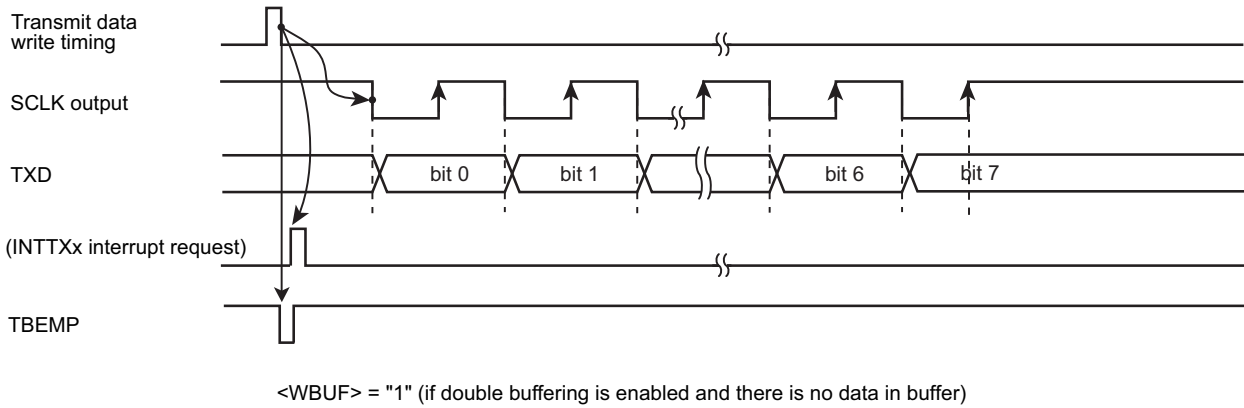 Transmit data
write timing
SCLK output
TXD
bit 0 bit 1 bit 6 bit 7
(INTTXx interrupt request)
TBEMP
<WBUF> = "1" (if double buffering is enabled and there is no data in buffer)